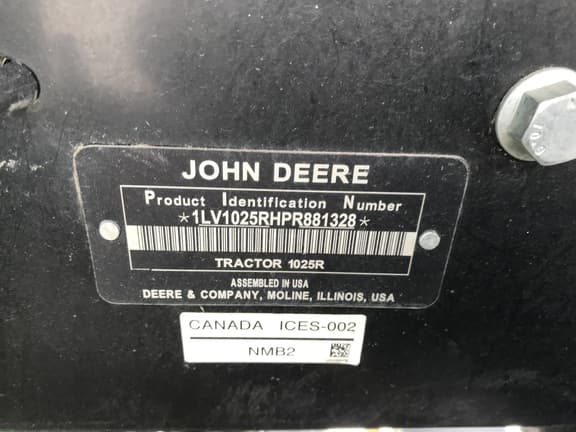 JOHN DEERE
Product Identification Number
*1LV1025RHPR881328*
TRACTOR 1025R
ASSEMBLED IN USA
DEERE & COMPANY, MOLINE, ILLINOIS, USA
CANADA ICES-002
NMB2